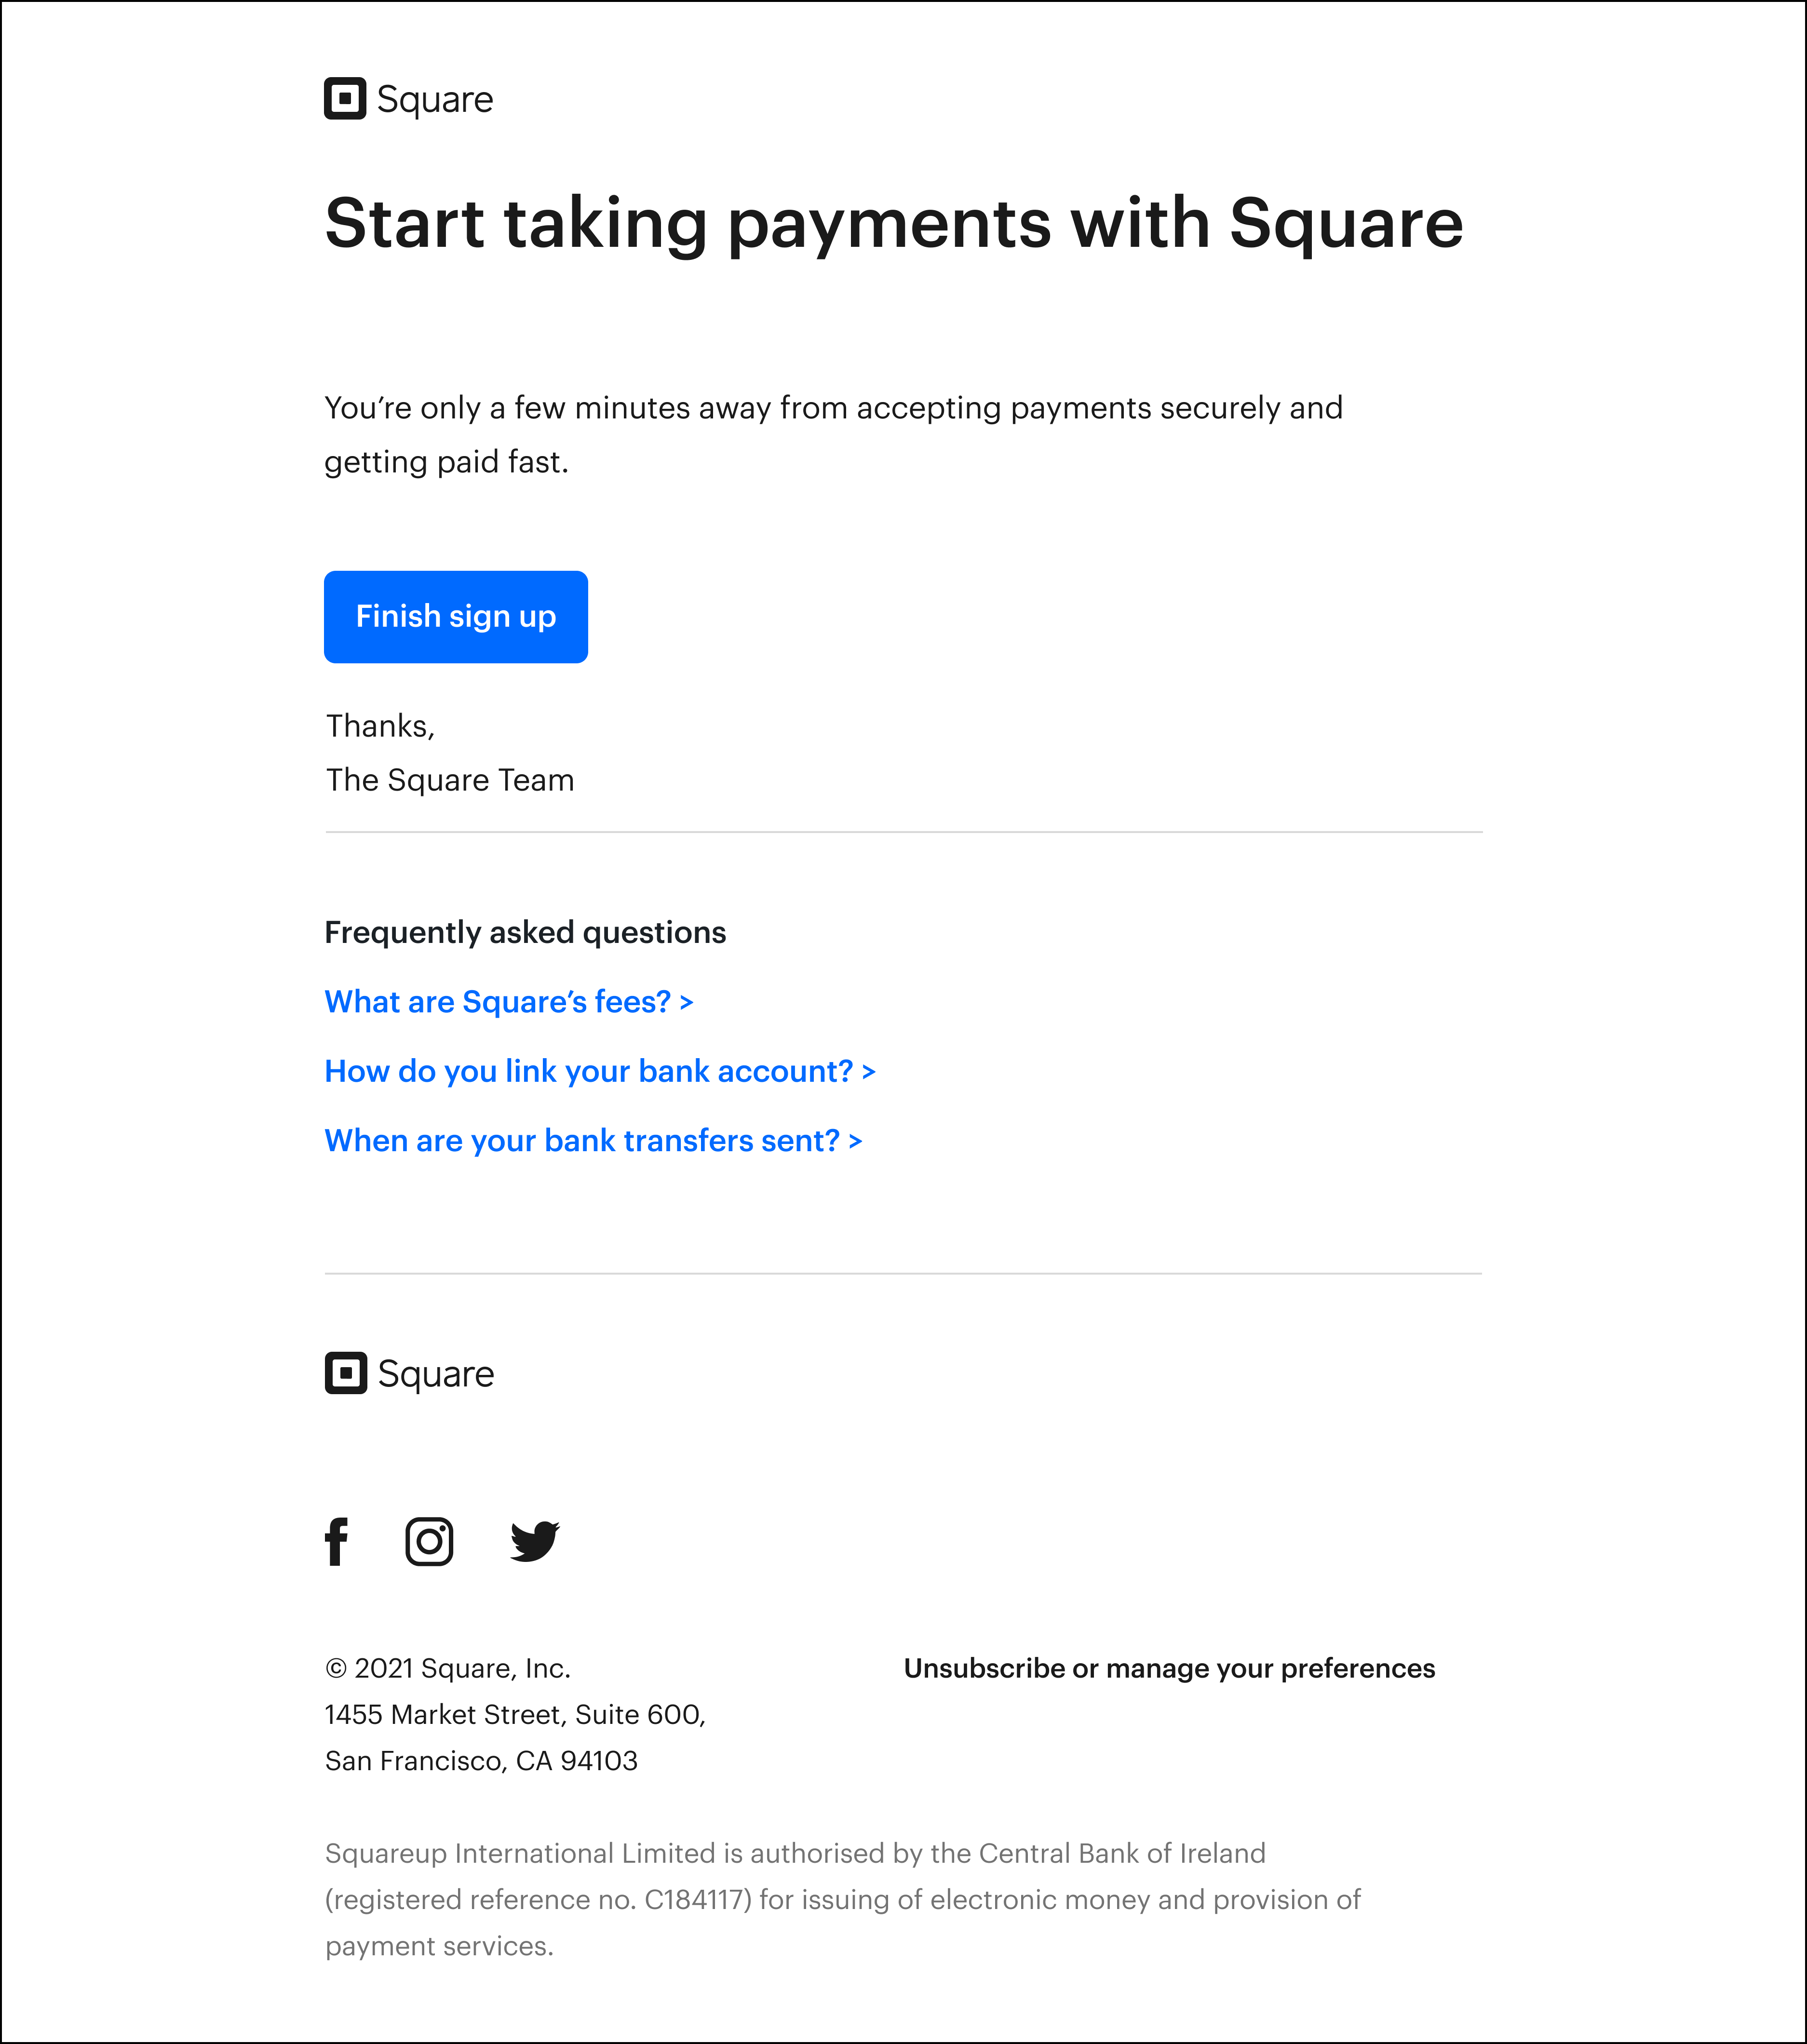 Square
Start taking payments with Square
You’re only a few minutes away from accepting payments securely and
getting paid fast.
Finish sign up
Thanks,
The Square Team
Frequently asked questions
What are Square’s fees? >
How do you link your bank account? >
When are your bank transfers sent? >
Square
© 2021 Square, Inc.
1455 Market Street, Suite 600,
San Francisco, CA 94103
Unsubscribe or manage your preferences
Squareup International Limited is authorised by the Central Bank of Ireland
(registered reference no. C184117) for issuing of electronic money and provision of
payment services.